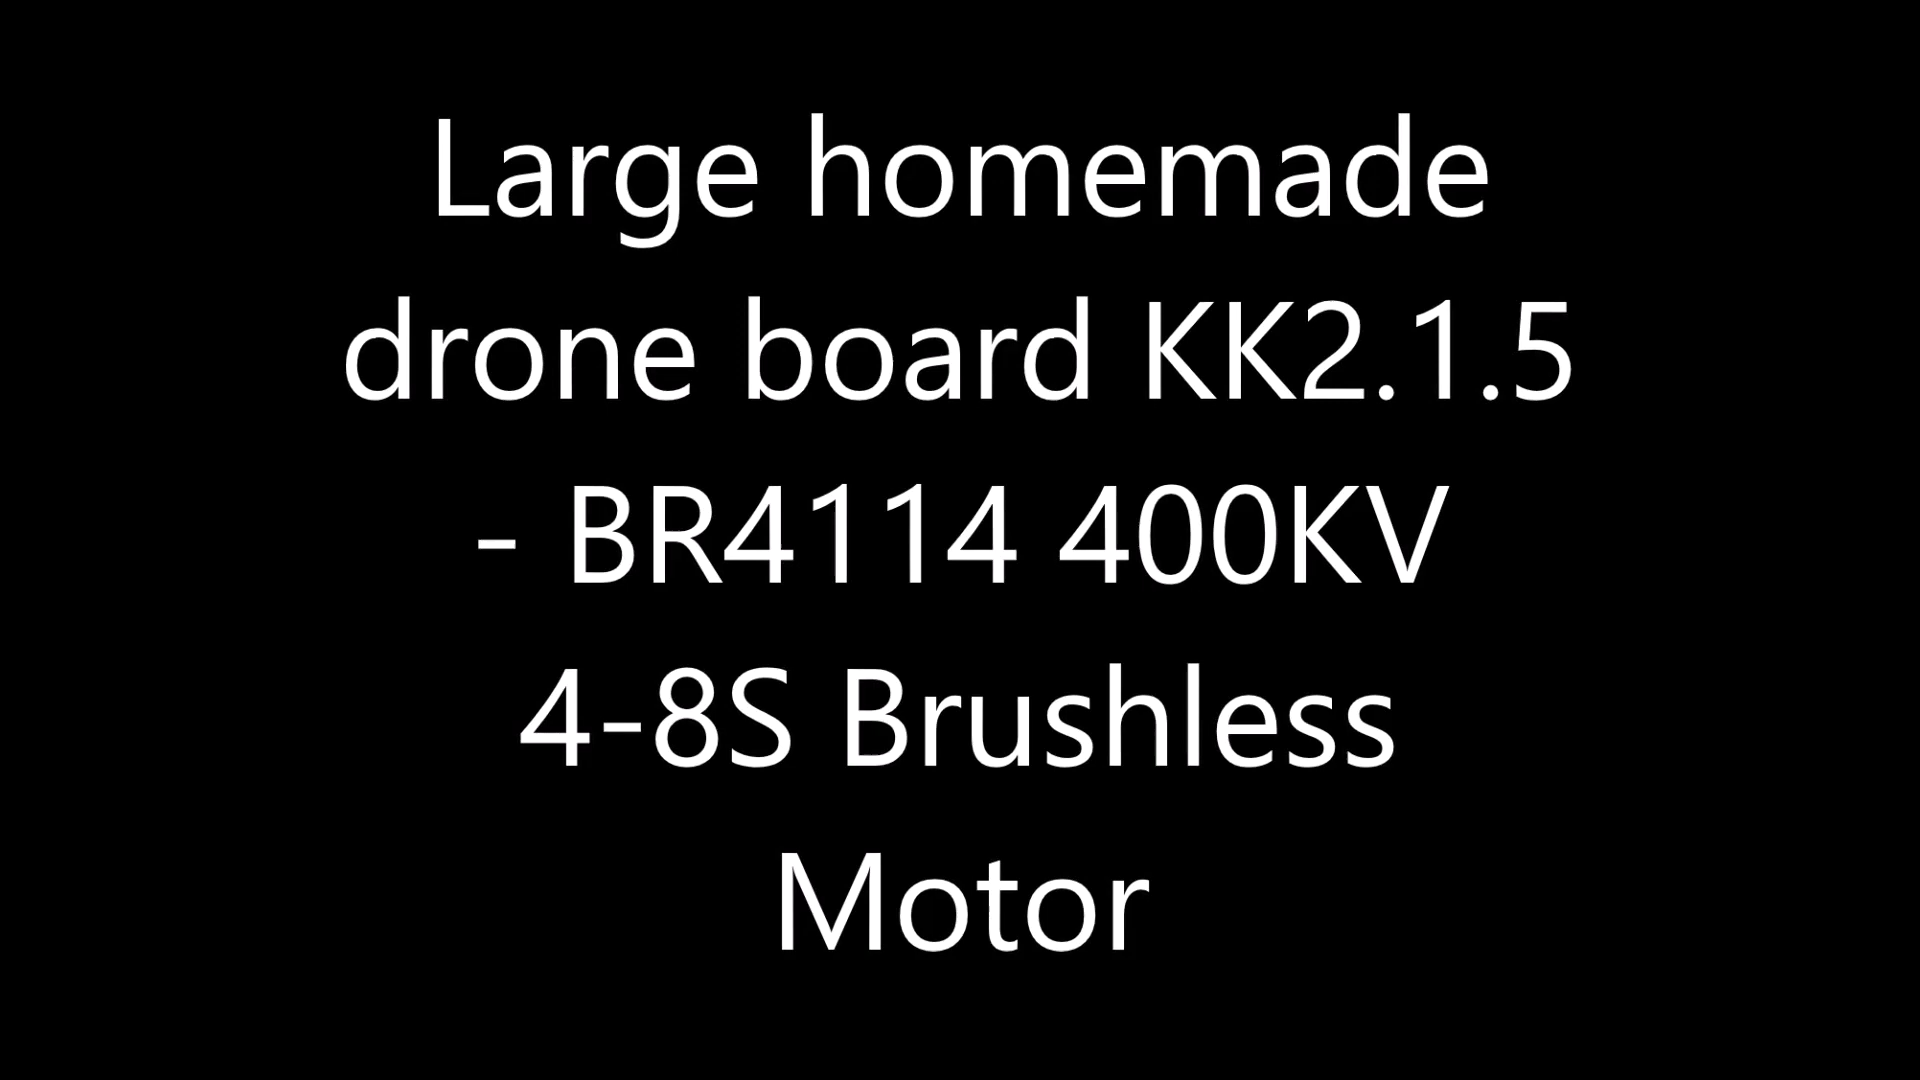 Large homemade
drone board KK2.1.5
- BR4114 400KV
4-8S Brushless
Motor